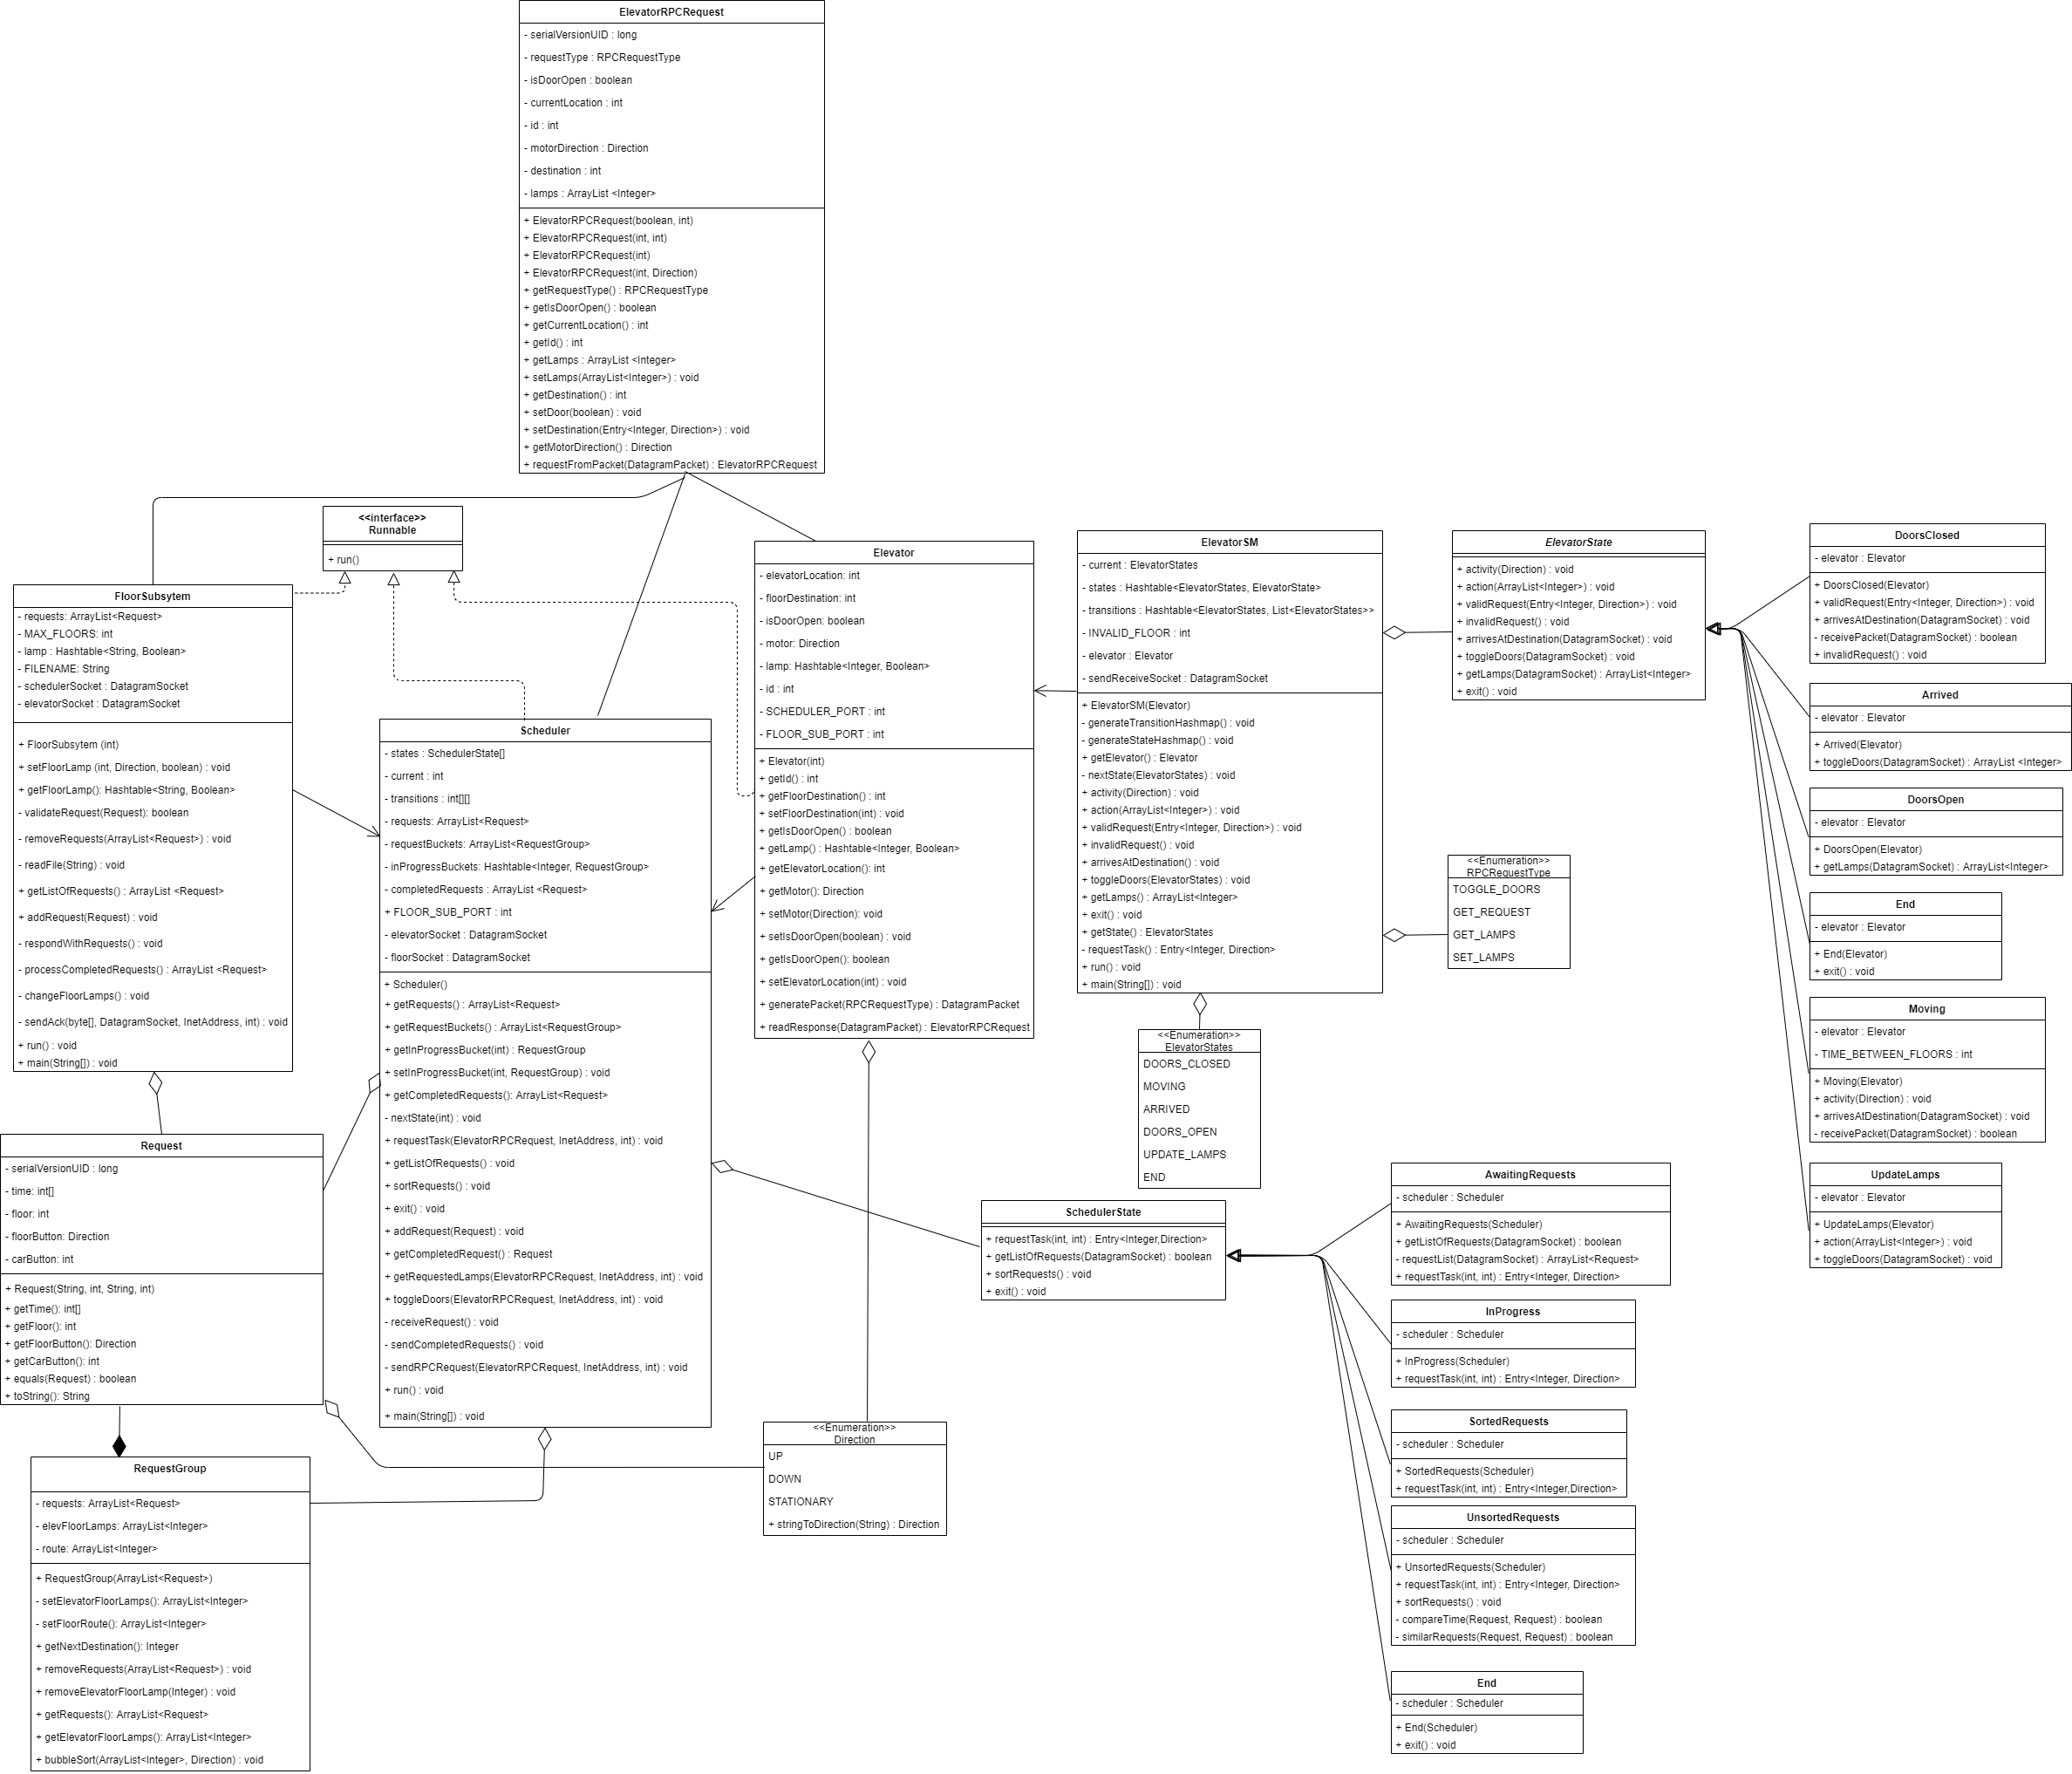 ElevatorRPCRequest
- serialVersionUID : long
- requestType : RPCRequestType
- isDoorOpen : boolean
- currentLocation : int
- id : int
- motorDirection : Direction
- destination : int
- lamps : ArrayList <Integer>
+ ElevatorRPCRequest(boolean, int)
+ ElevatorRPCRequest(int, int)
+ ElevatorRPCRequest(int)
+ ElevatorRPCRequest(int, Direction)
+ getRequestType() : RPCRequestType
+ getIsDoorOpen() : boolean
+ getCurrentLocation() : int
+ getId() : int
+ getLamps : ArrayList <Integer>
+ setLamps(ArrayList<Integer>) : void
+ getDestination() : int
+ setDoor(boolean) : void
+ setDestination(Entry<Integer, Direction>) : void
+ getMotorDirection() : Direction
+ requestFromPacket(DatagramPacket) : ElevatorRPCRequest
<<interface>>
Runnable
+ run()
FloorSubsytem
- requests: ArrayList<Request>
- MAX_FLOORS: int
- lamp : Hashtable<String, Boolean>
- FILENAME: String
- schedulerSocket : DatagramSocket
- elevatorSocket : DatagramSocket
+ FloorSubsytem (int)
+ setFloorLamp (int, Direction, boolean) : void
+ getFloorLamp(): Hashtable<String, Boolean>
- validateRequest(Request): boolean
- removeRequests(ArrayList<Request>) : void
- readFile(String) : void
+ getListOfRequests() : ArrayList <Request>
+ addRequest(Request) : void
- respondWithRequests() : void
- processCompletedRequests() : ArrayList <Request>
- changeFloorLamps() : void
- sendAck(byte[], DatagramSocket, InetAddress, int) : void
+ run() : void
+ main(String[]) : void
Request
- serialVersionUID : long
- time: int[]
- floor: int
- floorButton: Direction
- carButton: int
+ Request(String, int, String, int)
+ getTime(): int[]
+ getFloor(): int
+ getFloorButton(): Direction
+ getCarButton(): int
+ equals(Request) : boolean
+ toString(): String
RequestGroup
- requests: ArrayList<Request>
- elevFloorLamps: ArrayList<Integer>
- route: ArrayList<Integer>
+ RequestGroup(ArrayList<Request>)
- setElevatorFloorLamps(): ArrayList<Integer>
- setFloorRoute(): ArrayList<Integer>
+ getNextDestination(): Integer
+ removeRequests(ArrayList<Request>) : void
+ removeElevatorFloorLamp(Integer) : void
+ getRequests() : ArrayList<Request>
+ getElevatorFloorLamps(): ArrayList<Integer>
+ bubbleSort(ArrayList<Integer>, Direction) : void
Scheduler
- states : SchedulerState[]
- current : int
- transitions : int[][]
- requests: ArrayList<Request>
- requestBuckets: ArrayList<RequestGroup>
- inProgressBuckets: Hashtable<Integer, RequestGroup>
- completedRequests : ArrayList <Request>
+ FLOOR_SUB_PORT : int
- elevatorSocket : DatagramSocket
- floorSocket : DatagramSocket
+ Scheduler()
+ getRequests() : ArrayList<Request>
+ getRequestBuckets() : ArrayList<RequestGroup>
+ getInProgressBucket(int) : RequestGroup
+ setInProgressBucket(int, RequestGroup) : void
+ getCompletedRequests(): ArrayList<Request>
- nextState(int) : void
+ requestTask(ElevatorRPCRequest, InetAddress, int) : void
+ getListOfRequests() : void
+ sortRequests() : void
+ exit() : void
+ addRequest(Request) : void
+ getCompletedRequest() : Request
+ getRequestedLamps(ElevatorRPCRequest, InetAddress, int) : void
+ toggleDoors(ElevatorRPCRequest, InetAddress, int) : void
- receiveRequest() : void
- sendCompletedRequests() : void
- sendRPCRequest(ElevatorRPCRequest, InetAddress, int) : void
+ run() : void
+ main(String[]) : void
Elevator
- elevatorLocation: int
- floorDestination: int
- isDoorOpen: boolean
- motor: Direction
- lamp: Hashtable<Integer, Boolean>
- id : int
- SCHEDULER_PORT : int
- FLOOR_SUB_PORT : int
+ Elevator(int)
+ getId() : int
+ getFloorDestination() : int
+ setFloorDestination(int) : void
+ getIsDoorOpen() : boolean
+ getLamp() : Hashtable<Integer, Boolean>
+ getElevatorLocation(): int
+ getMotor(): Direction
+ setMotor(Direction): void
+ setIsDoorOpen(boolean) : void
+ getIsDoorOpen(): boolean
+ setElevatorLocation(int) : void
+ generatePacket(RPCRequestType) : DatagramPacket
+ readResponse(DatagramPacket) : ElevatorRPCRequest
<<Enumeration>>
Direction
UP
DOWN
STATIONARY
+ stringToDirection(String) : Direction
ElevatorSM
- current : ElevatorStates
- states : Hashtable<ElevatorStates, ElevatorState>
- transitions : Hashtable<ElevatorStates, List<ElevatorStates>>
- INVALID_FLOOR : int
- elevator : Elevator
- sendReceiveSocket : DatagramSocket
+ ElevatorSM(Elevator)
- generateTransitionHashmap() : void
- generateStateHashmap() : void
+ getElevator() : Elevator
- nextState(ElevatorStates) : void
+ activity(Direction) : void
+ action(ArrayList<Integer>) : void
+ validRequest(Entry<Integer, Direction>) : void
+ invalidRequest() : void
+ arrivesAtDestination() : void
+ toggleDoors(ElevatorStates) : void
+ getLamps() : ArrayList<Integer>
+ exit() : void
+ getState() : ElevatorStates
- requestTask() : Entry<Integer, Direction>
+ run() : void
+ main(String[]) : void
<<Enumeration>>
ElevatorStates
DOORS_CLOSED
MOVING
ARRIVED
DOORS_OPEN
UPDATE_LAMPS
END
<<Enumeration>>
RPCRequestType
TOGGLE_DOORS
GET_REQUEST
GET_LAMPS
SET_LAMPS
ElevatorState
+ activity(Direction) : void
+ action(ArrayList<Integer>) : void
+ validRequest(Entry<Integer, Direction>) : void
+ invalidRequest() : void
+ arrivesAtDestination(DatagramSocket) : void
+ toggleDoors(DatagramSocket) : void
+ getLamps(DatagramSocket) : ArrayList<Integer>
+ exit() : void
DoorsClosed
- elevator : Elevator
+ DoorsClosed(Elevator)
+ validRequest(Entry<Integer, Direction>) : void
+ arrivesAtDestination(DatagramSocket) : void
- receivePacket(DatagramSocket) : boolean
+ invalidRequest() : void
Arrived
- elevator : Elevator
+ Arrived(Elevator)
+ toggleDoors(DatagramSocket) : ArrayList <Integer>
DoorsOpen
- elevator : Elevator
+ DoorsOpen(Elevator)
+ getLamps(DatagramSocket) : ArrayList<Integer>
End
- elevator : Elevator
+ End(Elevator)
+ exit() : void
Moving
- elevator : Elevator
- TIME_BETWEEN_FLOORS : int
+ Moving(Elevator)
+ activity(Direction) : void
+ arrivesAtDestination(DatagramSocket) : void
- receivePacket(DatagramSocket) : boolean
UpdateLamps
- elevator : Elevator
+ UpdateLamps(Elevator)
+ action(ArrayList<Integer>) : void
+ toggleDoors(DatagramSocket) : void
SchedulerState
+ requestTask(int, int) : Entry<Integer,Direction>
+ getListOfRequests(DatagramSocket) : boolean
+ sortRequests() : void
+ exit() : void
AwaitingRequests
- scheduler : Scheduler
+ AwaitingRequests(Scheduler)
+ getListOfRequests(DatagramSocket) : boolean
- requestList(DatagramSocket) : ArrayList<Request>
+ requestTask(int, int) : Entry<Integer, Direction>
InProgress
- scheduler : Scheduler
+ InProgress(Scheduler)
+ requestTask(int, int) : Entry<Integer, Direction>
SortedRequests
- scheduler : Scheduler
+ SortedRequests(Scheduler)
+ requestTask(int, int) : Entry<Integer,Direction>
UnsortedRequests
- scheduler : Scheduler
+ UnsortedRequests(Scheduler)
+ requestTask(int, int) : Entry<Integer, Direction>
+ sortRequests() : void
- compareTime(Request, Request) : boolean
- similarRequests(Request, Request) : boolean
End
- scheduler : Scheduler
+ End(Scheduler)
+ exit() : void